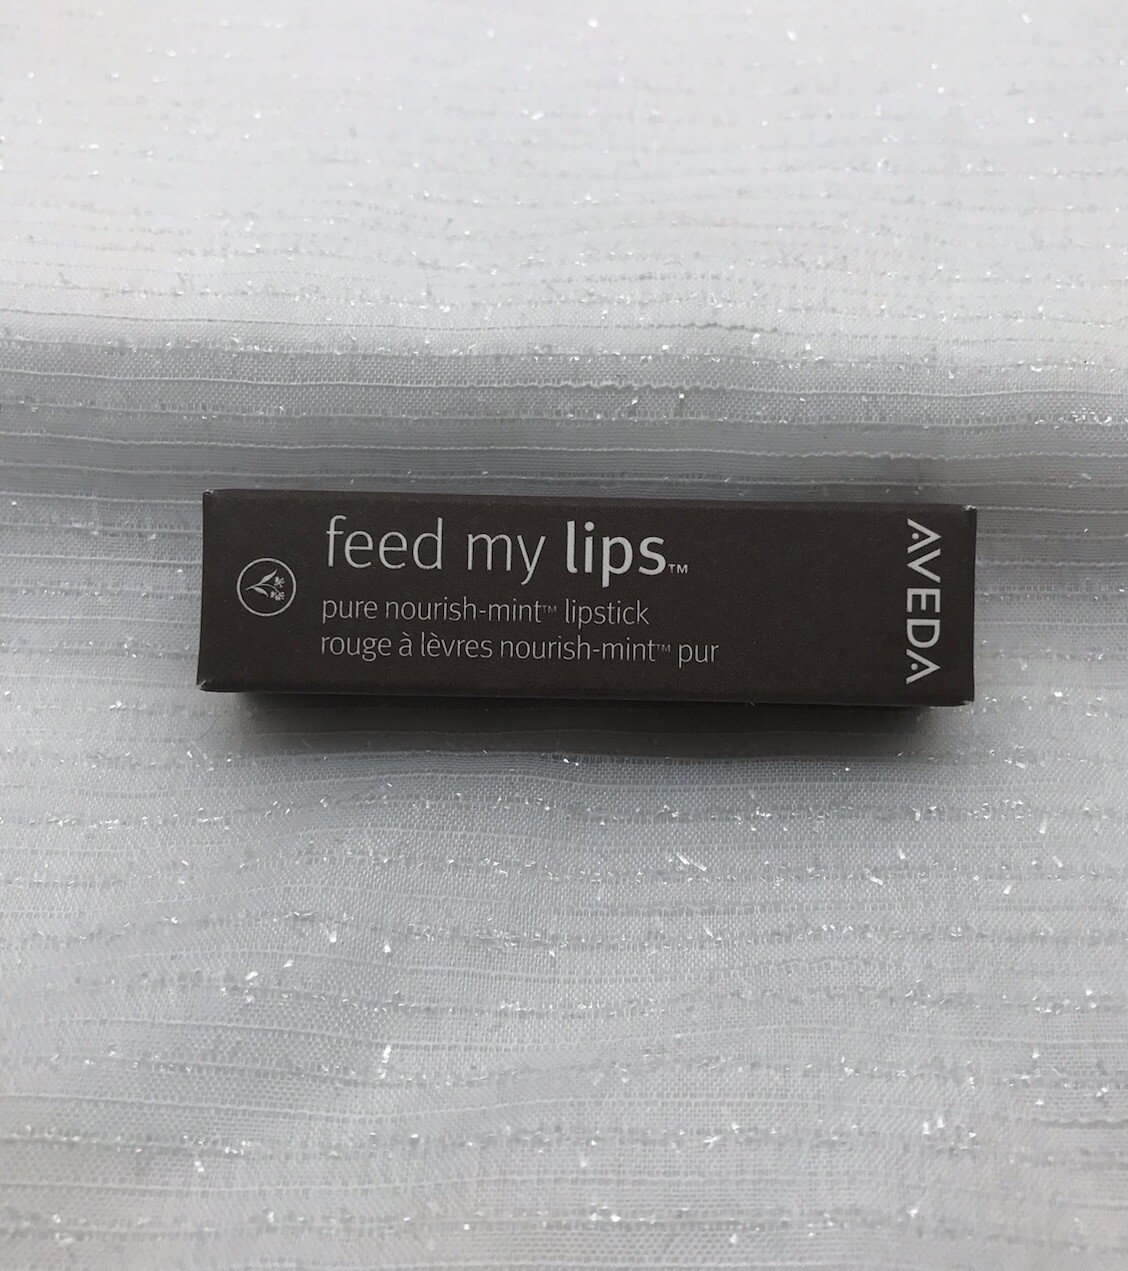 feed my lips™
pure nourish-mint™ lipstick
rouge à lèvres nourish-mint™ pur
AVEDA